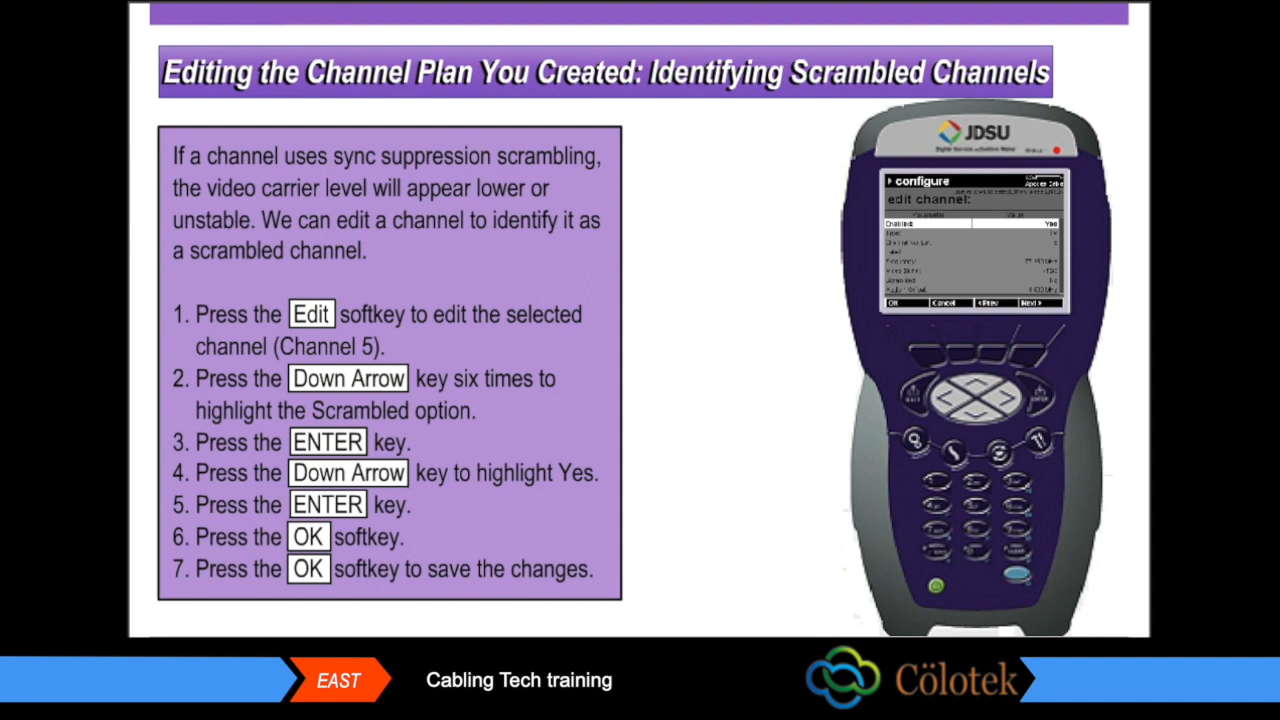 Editing the Channel Plan You Created: Identifying Scrambled Channels
If a channel uses sync suppression scrambling,
the video carrier level will appear lower or
unstable. We can edit a channel to identify it as
a scrambled channel.
1. Press the Edit softkey to edit the selected
channel (Channel 5).
2. Press the Down Arrow key six times to
highlight the Scrambled option.
3. Press the ENTER key.
4. Press the Down Arrow key to highlight Yes.
5. Press the ENTER key.
6. Press the OK softkey.
7. Press the OK softkey to save the changes.
JDSU
configure
edit channel:
Parameter Value
Enabled: Yes
OK Cancel Prev Next
EAST
Cabling Tech training
Cölotek